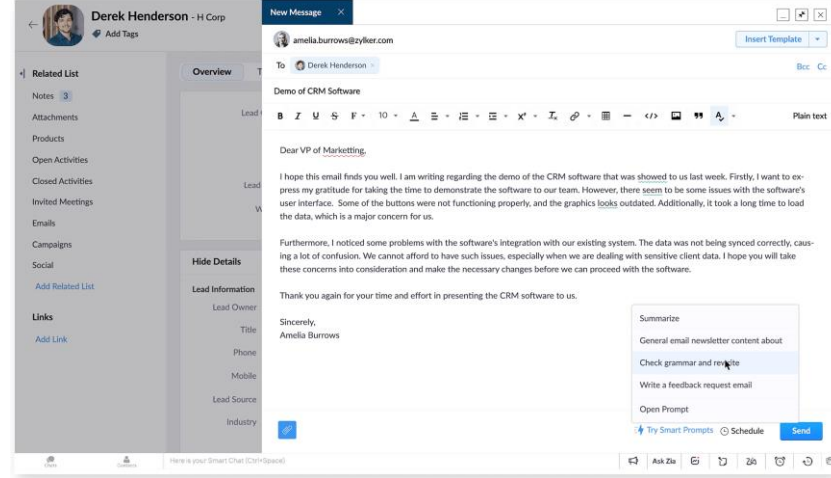 Derek Henderson - H Corp
Add Tags
Related List
Notes 3
Attachments
Products
Open Activities
Closed Activities
Invited Meetings
Emails
Campaigns
Social
Add Related List
Links
Add Link
Overview T
Lead
Lead
W
Hide Details
Lead Information
Lead Owner
Title
Phone
Mobile
Lead Source
Industry
New Message
amelia.burrows@zylker.com
Insert Template
To Derek Henderson
Bcc Cc
Demo of CRM Software
B I U S F 10 A Plain text
Dear VP of Marketting,
I hope this email finds you well. I am writing regarding the demo of the CRM software that was showed to us last week. Firstly, I want to ex-
press my gratitude for taking the time to demonstrate the software to our team. However, there seem to be some issues with the software's
user interface. Some of the buttons were not functioning properly, and the graphics looks outdated. Additionally, it took a long time to load
the data, which is a major concern for us.
Furthermore, I noticed some problems with the software's integration with our existing system. The data was not being synced correctly, caus-
ing a lot of confusion. We cannot afford to have such issues, especially when we are dealing with sensitive client data. I hope you will take
these concerns into consideration and make the necessary changes before we can proceed with the software.
Thank you again for your time and effort in presenting the CRM software to us.
Sincerely,
Amelia Burrows
Summarize
General email newsletter content about
Check grammar and rewrite
Write a feedback request email
Open Prompt
Try Smart Prompts Schedule Send
Chats
Contacts
Here is your Smart Chat (Ctrl+Space)
Ask Zia